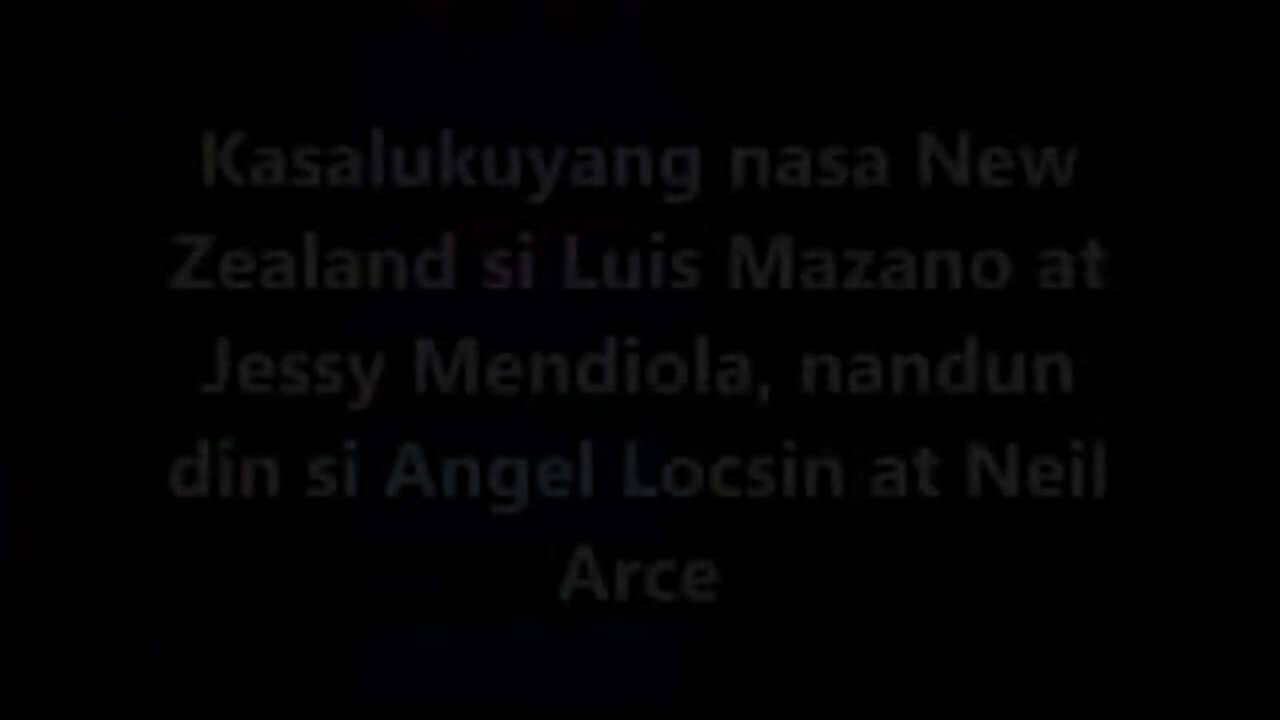 Kasalukuyang nasa New
Zealand si Luis Mazano at
Jessy Mendiola, nandun
din si Angel Locsin at Neil
Arce